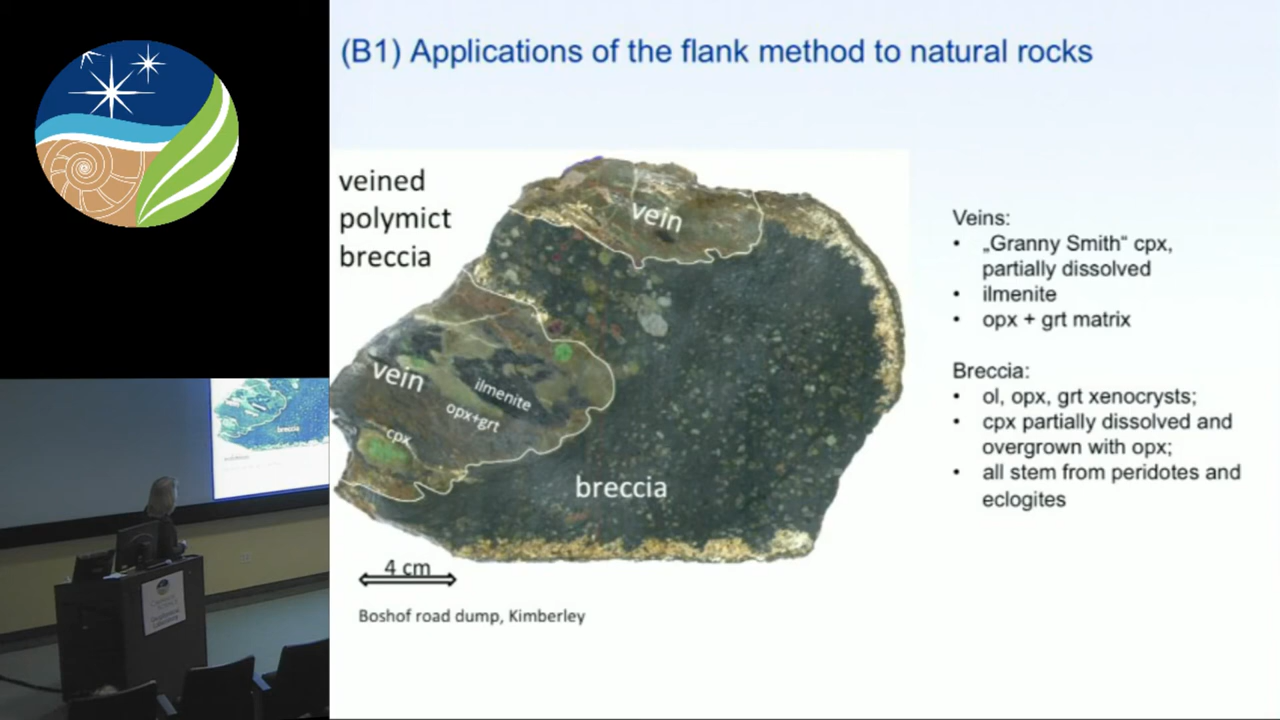 (B1) Applications of the flank method to natural rocks
veined
polymict
breccia
vein
vein
ilmenite
opx+grt
cpx
breccia
4 cm
Boshof road dump, Kimberley
Veins:
• „Granny Smith“ cpx,
partially dissolved
• ilmenite
• opx + grt matrix
Breccia:
• ol, opx, grt xenocrysts;
• cpx partially dissolved and
overgrown with opx;
• all stem from peridotes and
eclogites
breccia